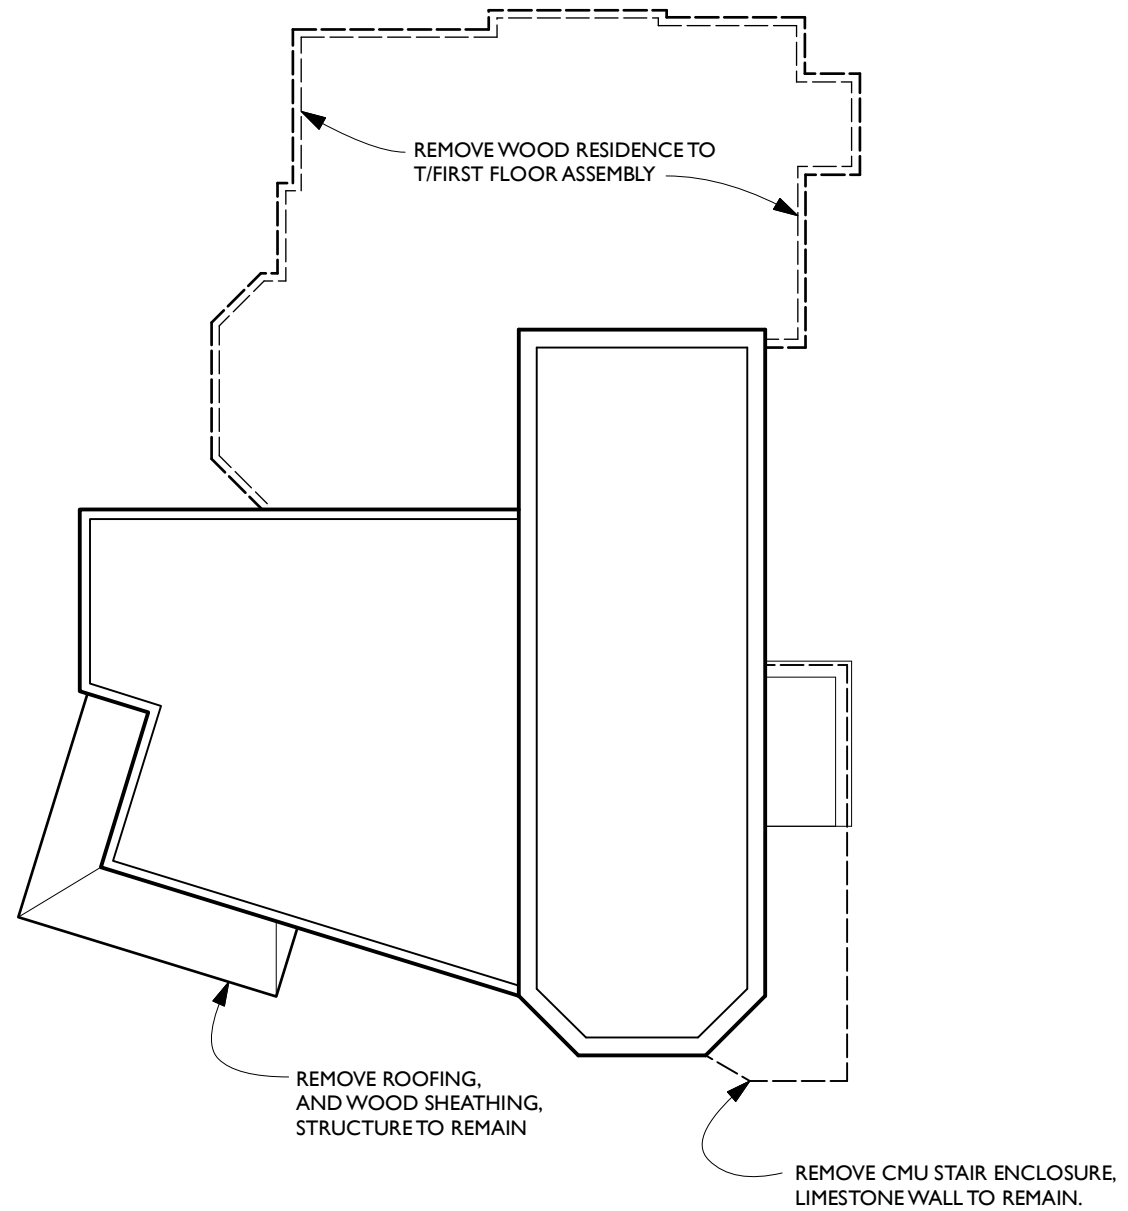 REMOVE WOOD RESIDENCE TO
T/FIRST FLOOR ASSEMBLY
REMOVE ROOFING,
AND WOOD SHEATHING,
STRUCTURE TO REMAIN
REMOVE CMU STAIR ENCLOSURE,
LIMESTONE WALL TO REMAIN.